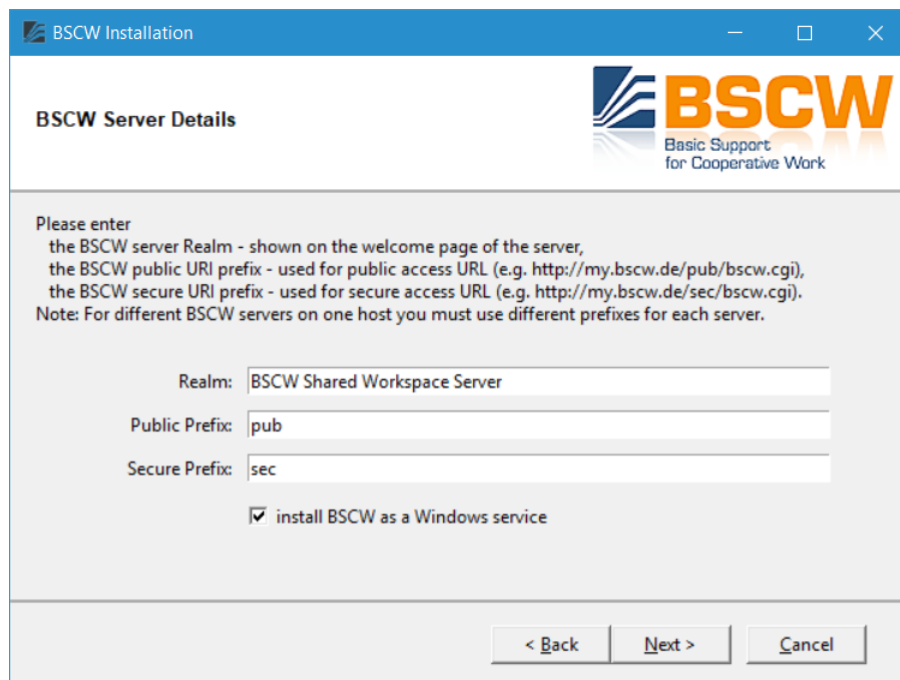 BSCW Installation
BSCW Server Details
BSCW
Basic Support
for Cooperative Work
Please enter
the BSCW server Realm - shown on the welcome page of the server,
the BSCW public URI prefix - used for public access URL (e.g. http://my.bscw.de/pub/bscw.cgi),
the BSCW secure URI prefix - used for secure access URL (e.g. http://my.bscw.de/sec/bscw.cgi).
Note: For different BSCW servers on one host you must use different prefixes for each server.
Realm: BSCW Shared Workspace Server
Public Prefix: pub
Secure Prefix: sec
install BSCW as a Windows service
< Back Next > Cancel